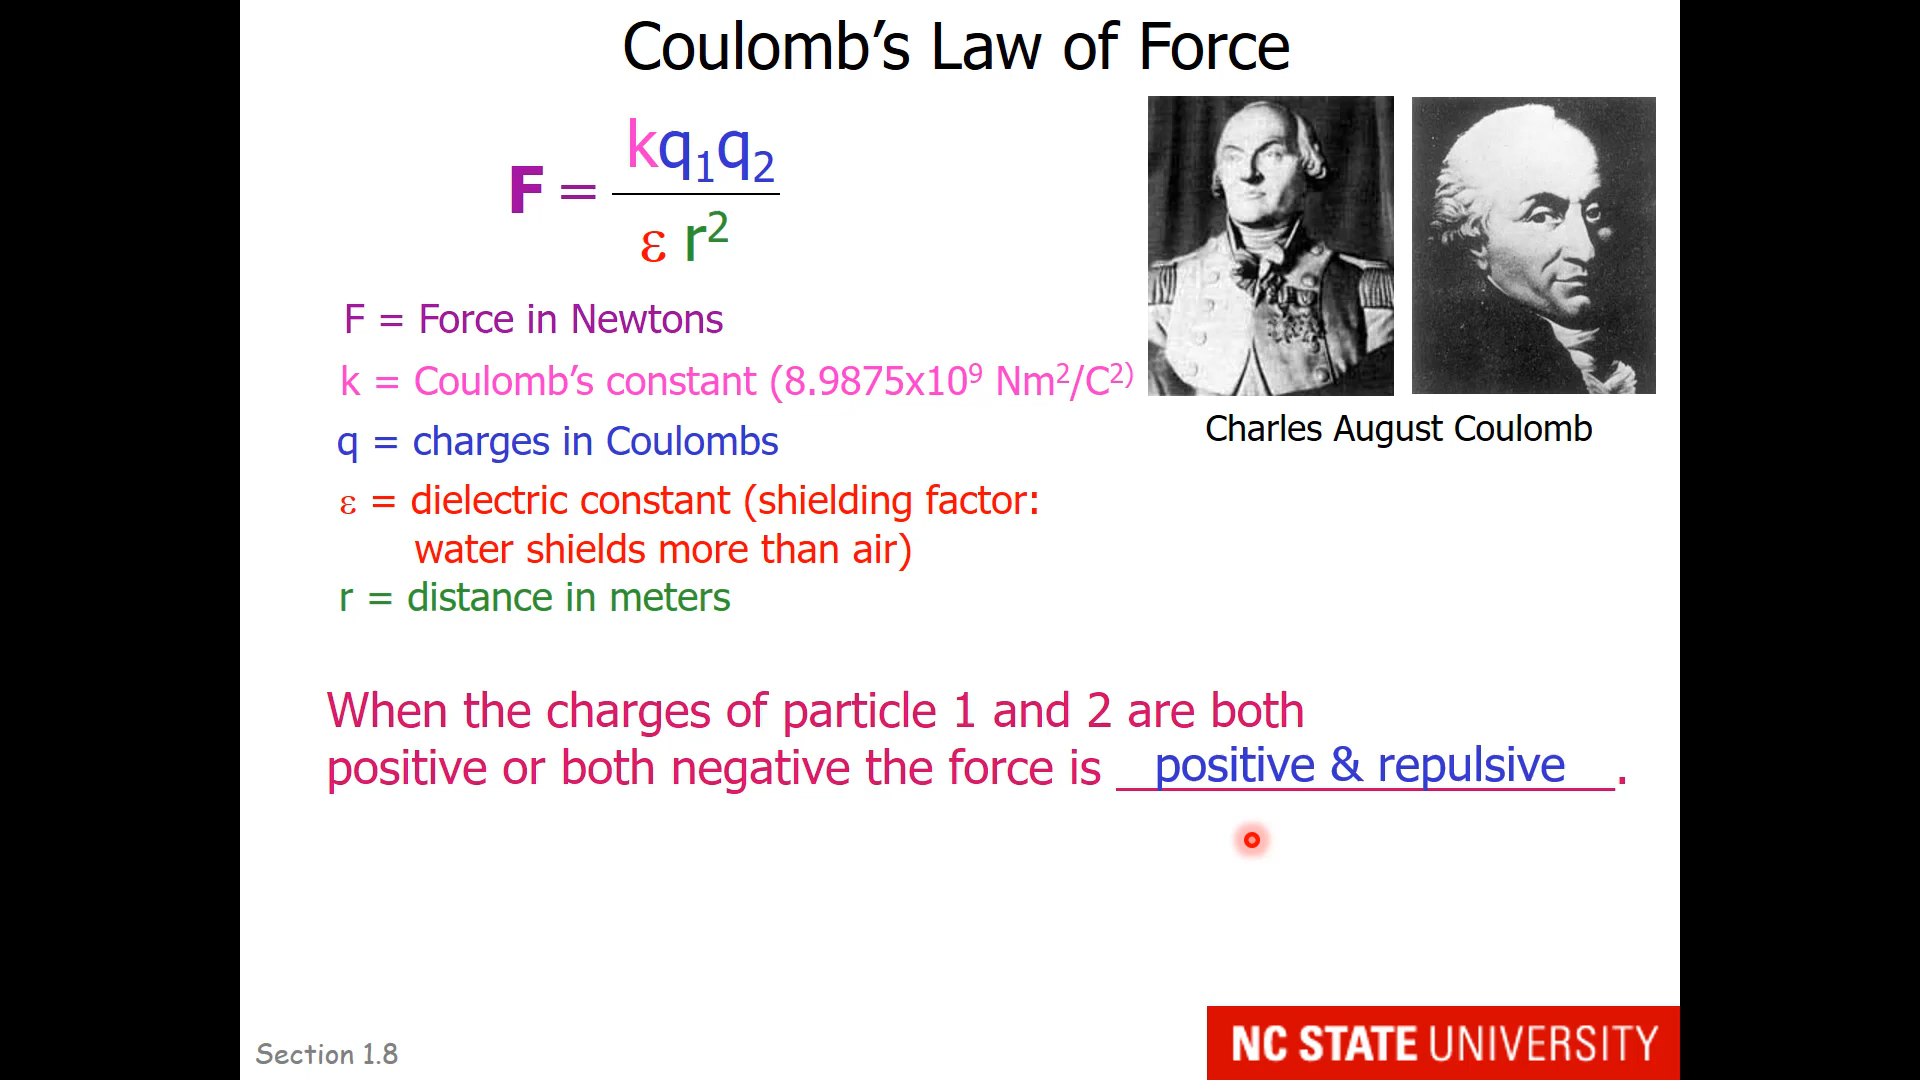 Coulomb’s Law of Force
F = kq₁q₂ / ε r²
F = Force in Newtons
k = Coulomb’s constant (8.9875x10⁹ Nm²/C²⁾
q = charges in Coulombs
ε = dielectric constant (shielding factor:
water shields more than air)
r = distance in meters
Charles August Coulomb
When the charges of particle 1 and 2 are both
positive or both negative the force is positive & repulsive.
Section 1.8
NC STATE UNIVERSITY